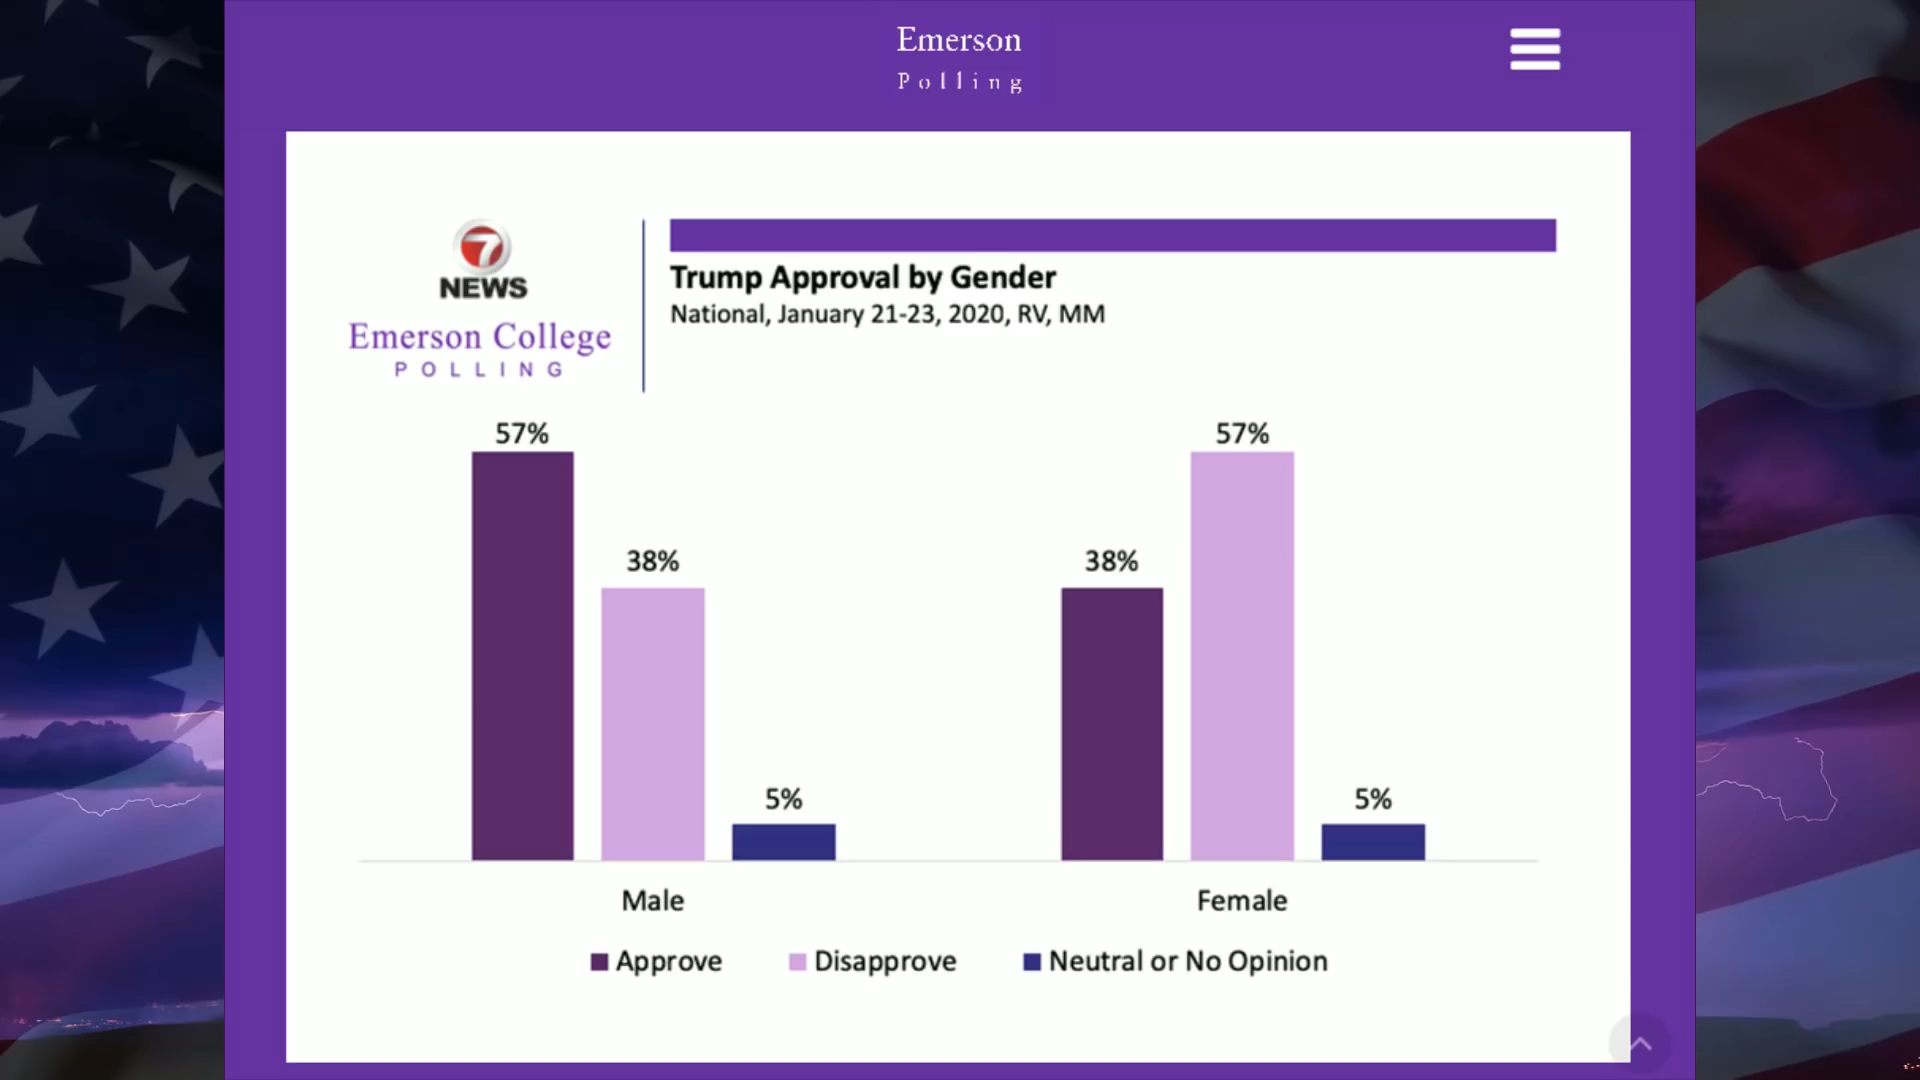 Emerson
Polling
7
NEWS
Emerson College
POLLING
Trump Approval by Gender
National, January 21-23, 2020, RV, MM
57%
38%
5%
38%
57%
5%
Male
Female
Approve
Disapprove
Neutral or No Opinion